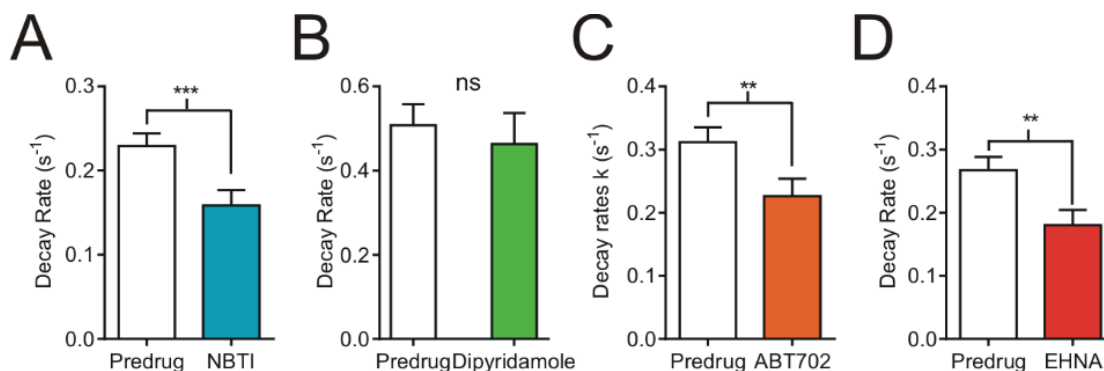 A
Decay Rate (s⁻¹)
0.3
0.2
0.1
0.0
***
Predrug NBTI
B
Decay Rate (s⁻¹)
0.6
0.4
0.2
0.0
ns
Predrug Dipyridamole
C
Decay rates k (s⁻¹)
0.4
0.3
0.2
0.1
0.0
**
Predrug ABT702
D
Decay Rate (s⁻¹)
0.4
0.3
0.2
0.1
0.0
**
Predrug EHNA